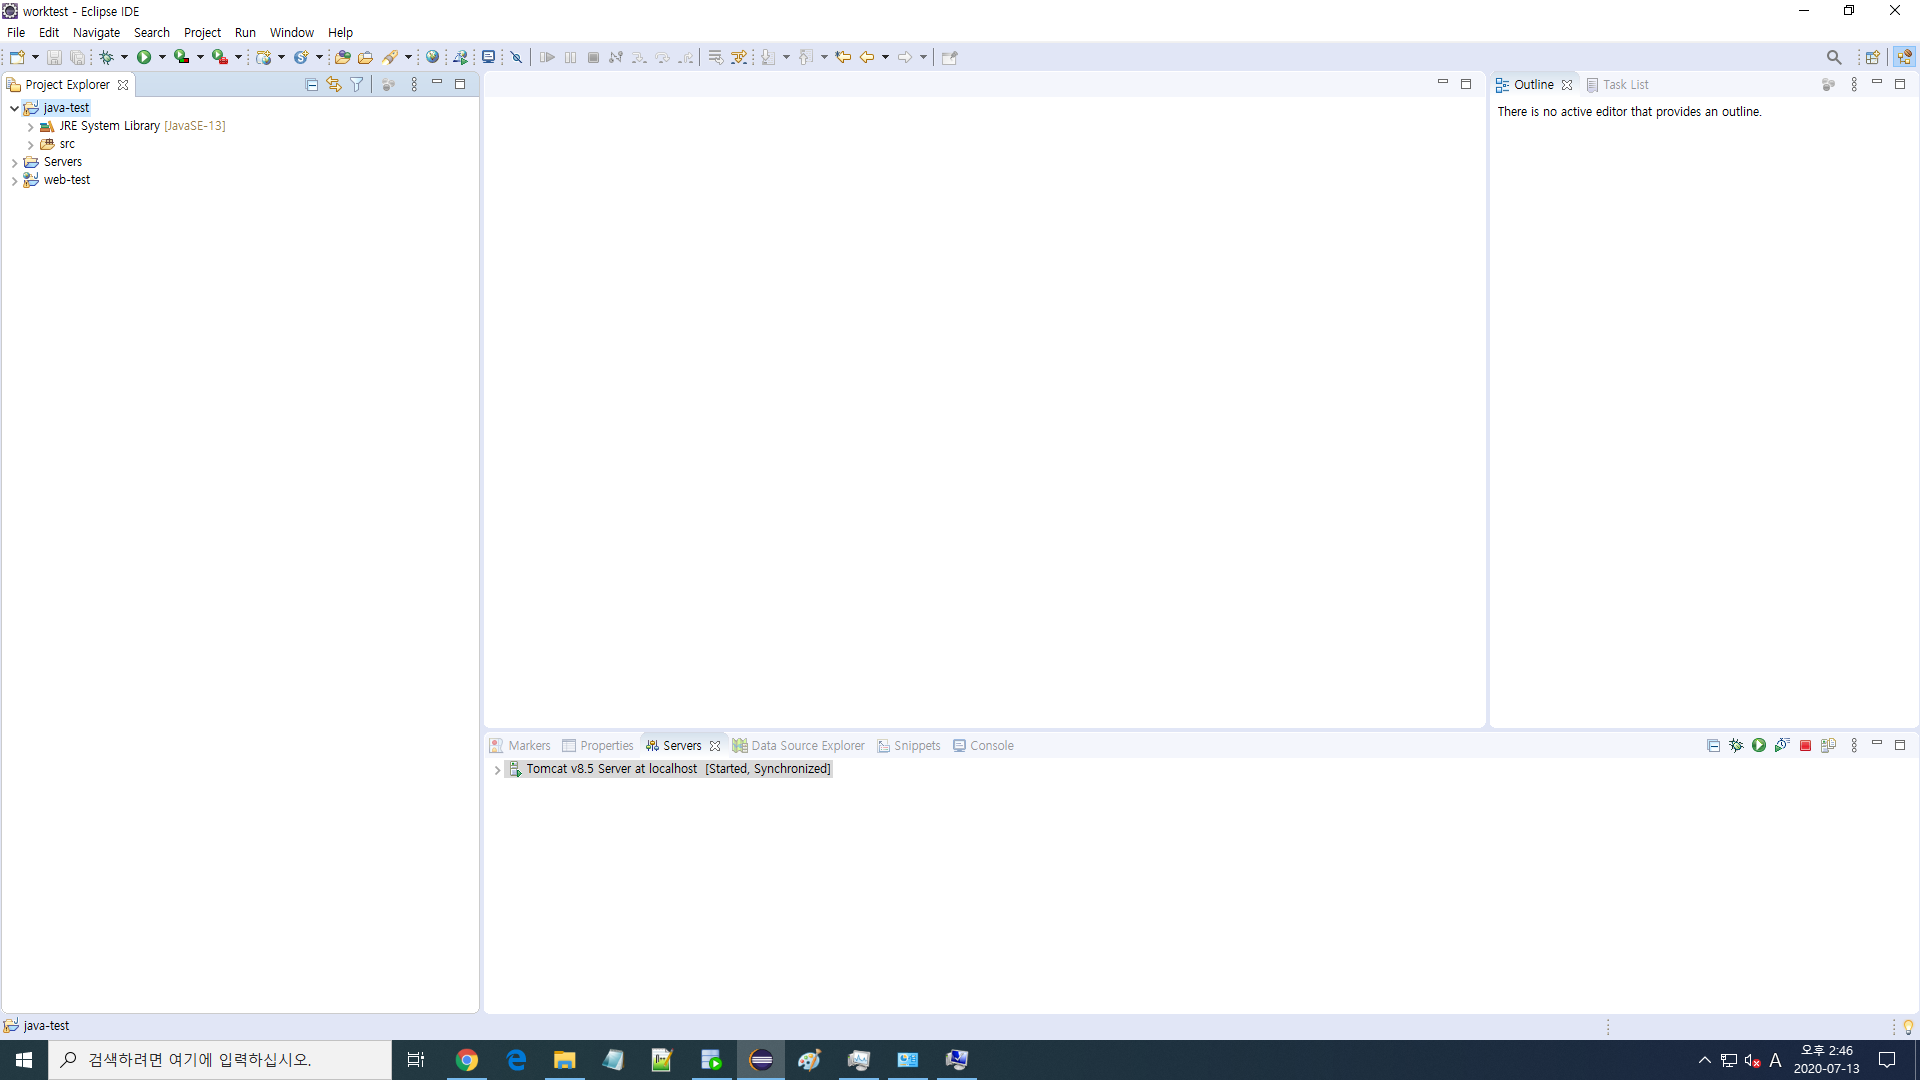 worktest - Eclipse IDE
File Edit Navigate Search Project Run Window Help
Project Explorer
java-test
JRE System Library [JavaSE-13]
src
Servers
web-test
Outline Task List
There is no active editor that provides an outline.
Markers Properties Servers Data Source Explorer Snippets Console
Tomcat v8.5 Server at localhost [Started, Synchronized]
java-test
검색하려면 여기에 입력하십시오.
A
오후 2:46
2020-07-13